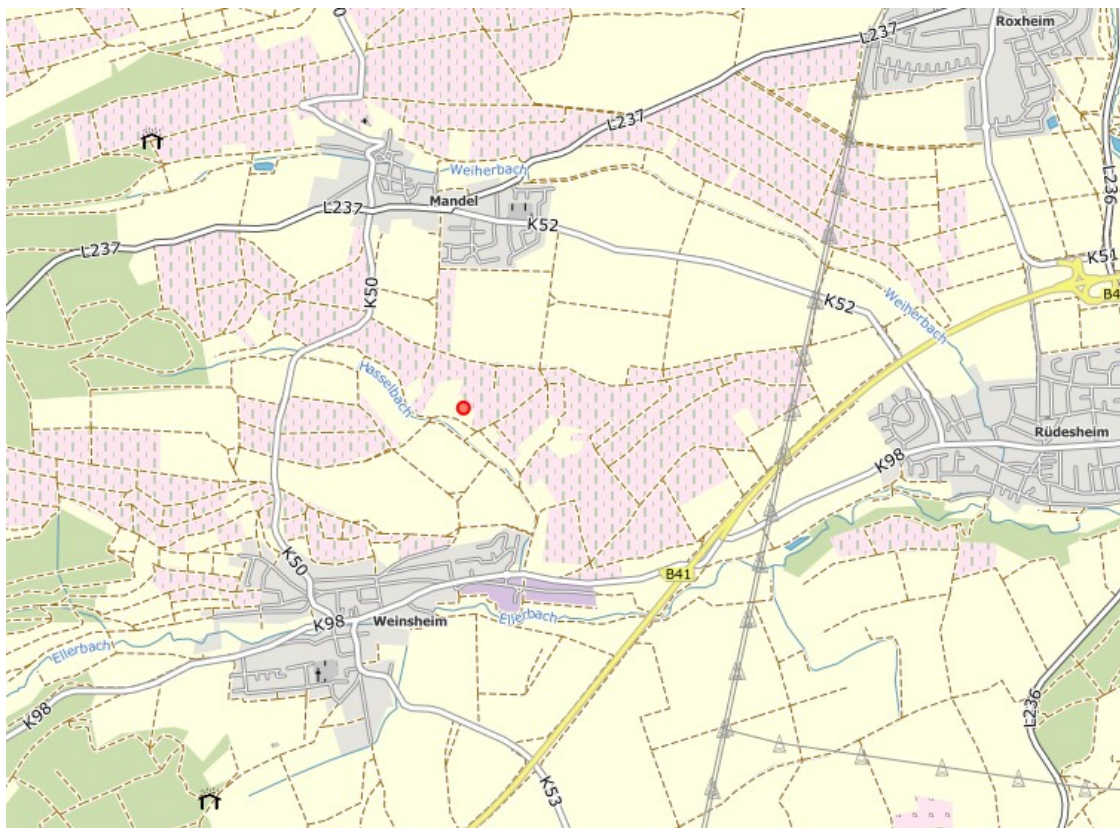 Roxheim
L237
L237
Weiherbach
L236
Mandel
L237
K52
L237
K51
K50
K52
B4
Weiherbach
Hasselbach
Rüdesheim
K98
K50
B41
Ellerbach
K98
Weinsheim
Ellerbach
K98
L236
K53